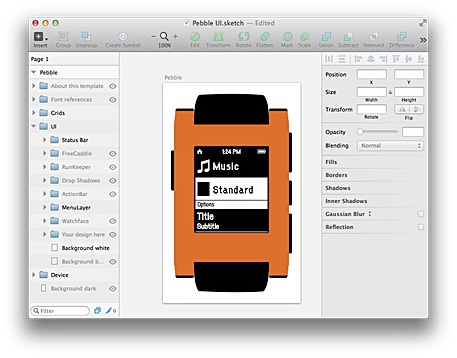 Pebble UI.sketch — Edited
Insert Group Ungroup Create Symbol 100% Edit Transform Rotate Flatten Mask Scale Union Subtract Intersect Difference
Page 1
Pebble
About this template
Font references
Grids
UI
Status Bar
FreeCaddie
RunKeeper
Drop Shadows
ActionBar
MenuLayer
Watchface
Your design here
Background white
Background b...
Device
Background dark
Filter
0
Pebble
1:24 PM
Music
Standard
Options
Title
Subtitle
Position
X Y
Size
Width Height
Transform
Rotate Flip
Opacity
Blending Normal
Fills
Borders
Shadows
Inner Shadows
Gaussian Blur
Reflection